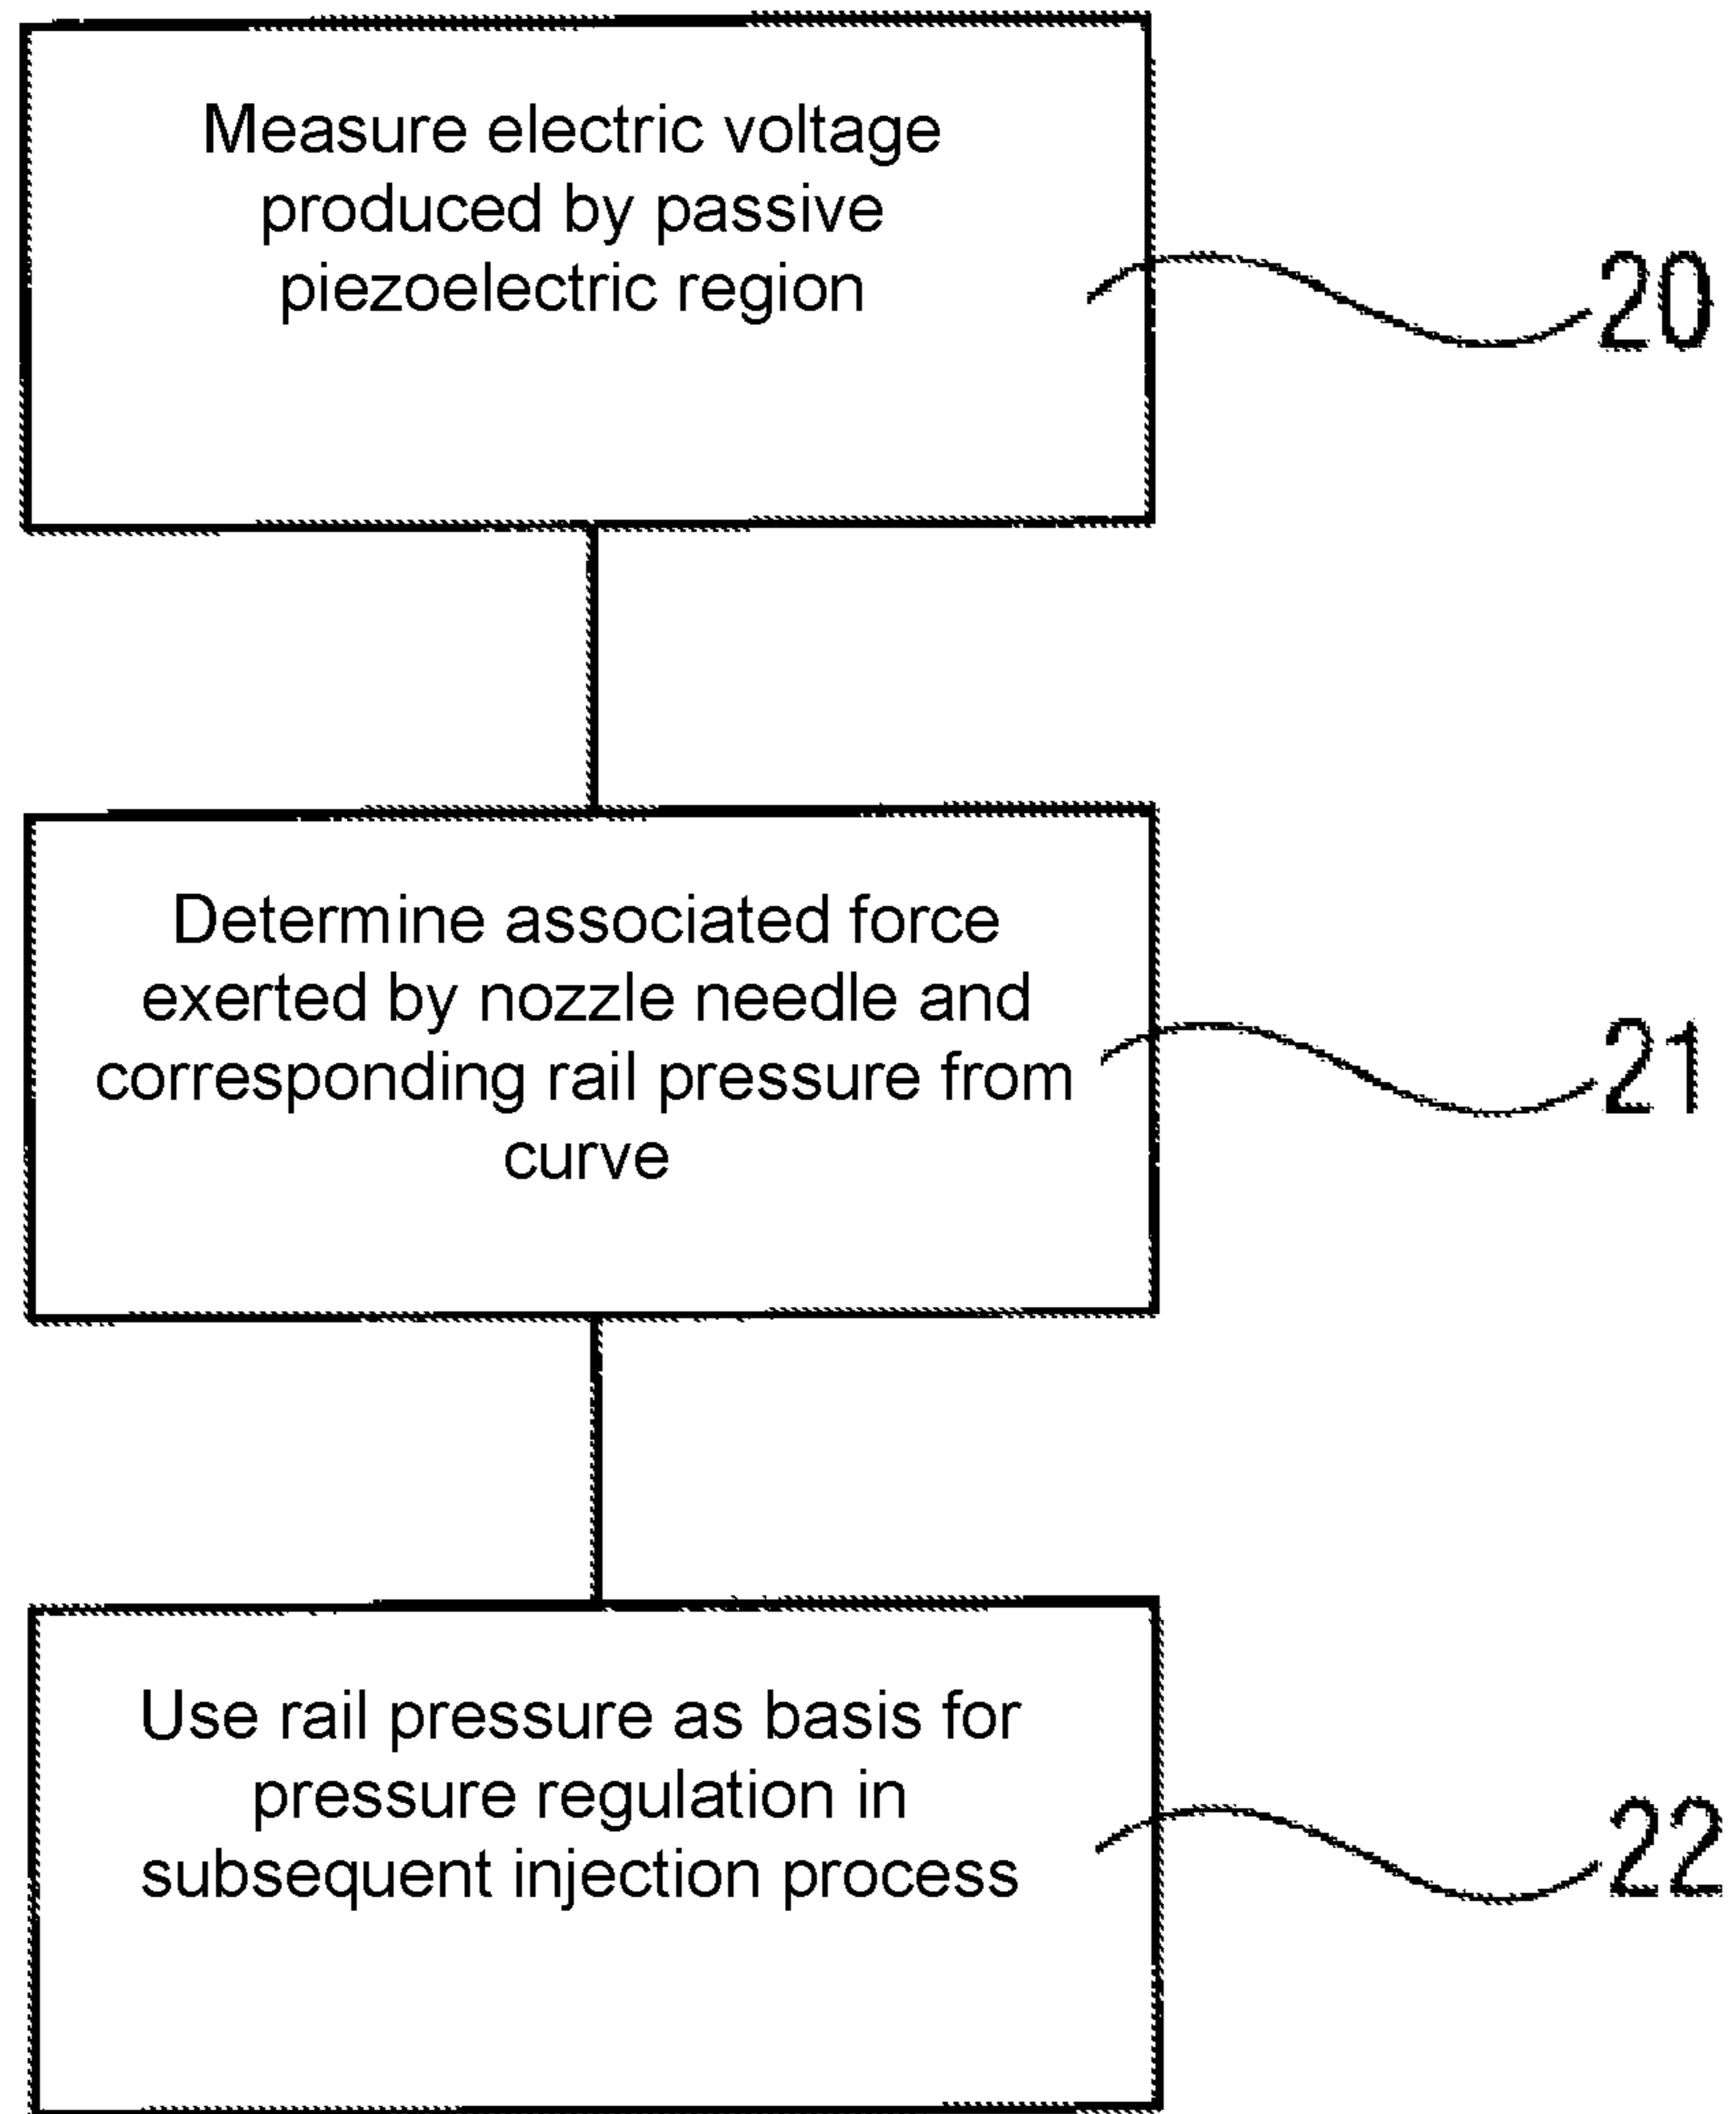 Measure electric voltage
produced by passive
piezoelectric region
20
Determine associated force
exerted by nozzle needle and
corresponding rail pressure from
curve
21
Use rail pressure as basis for
pressure regulation in
subsequent injection process
22